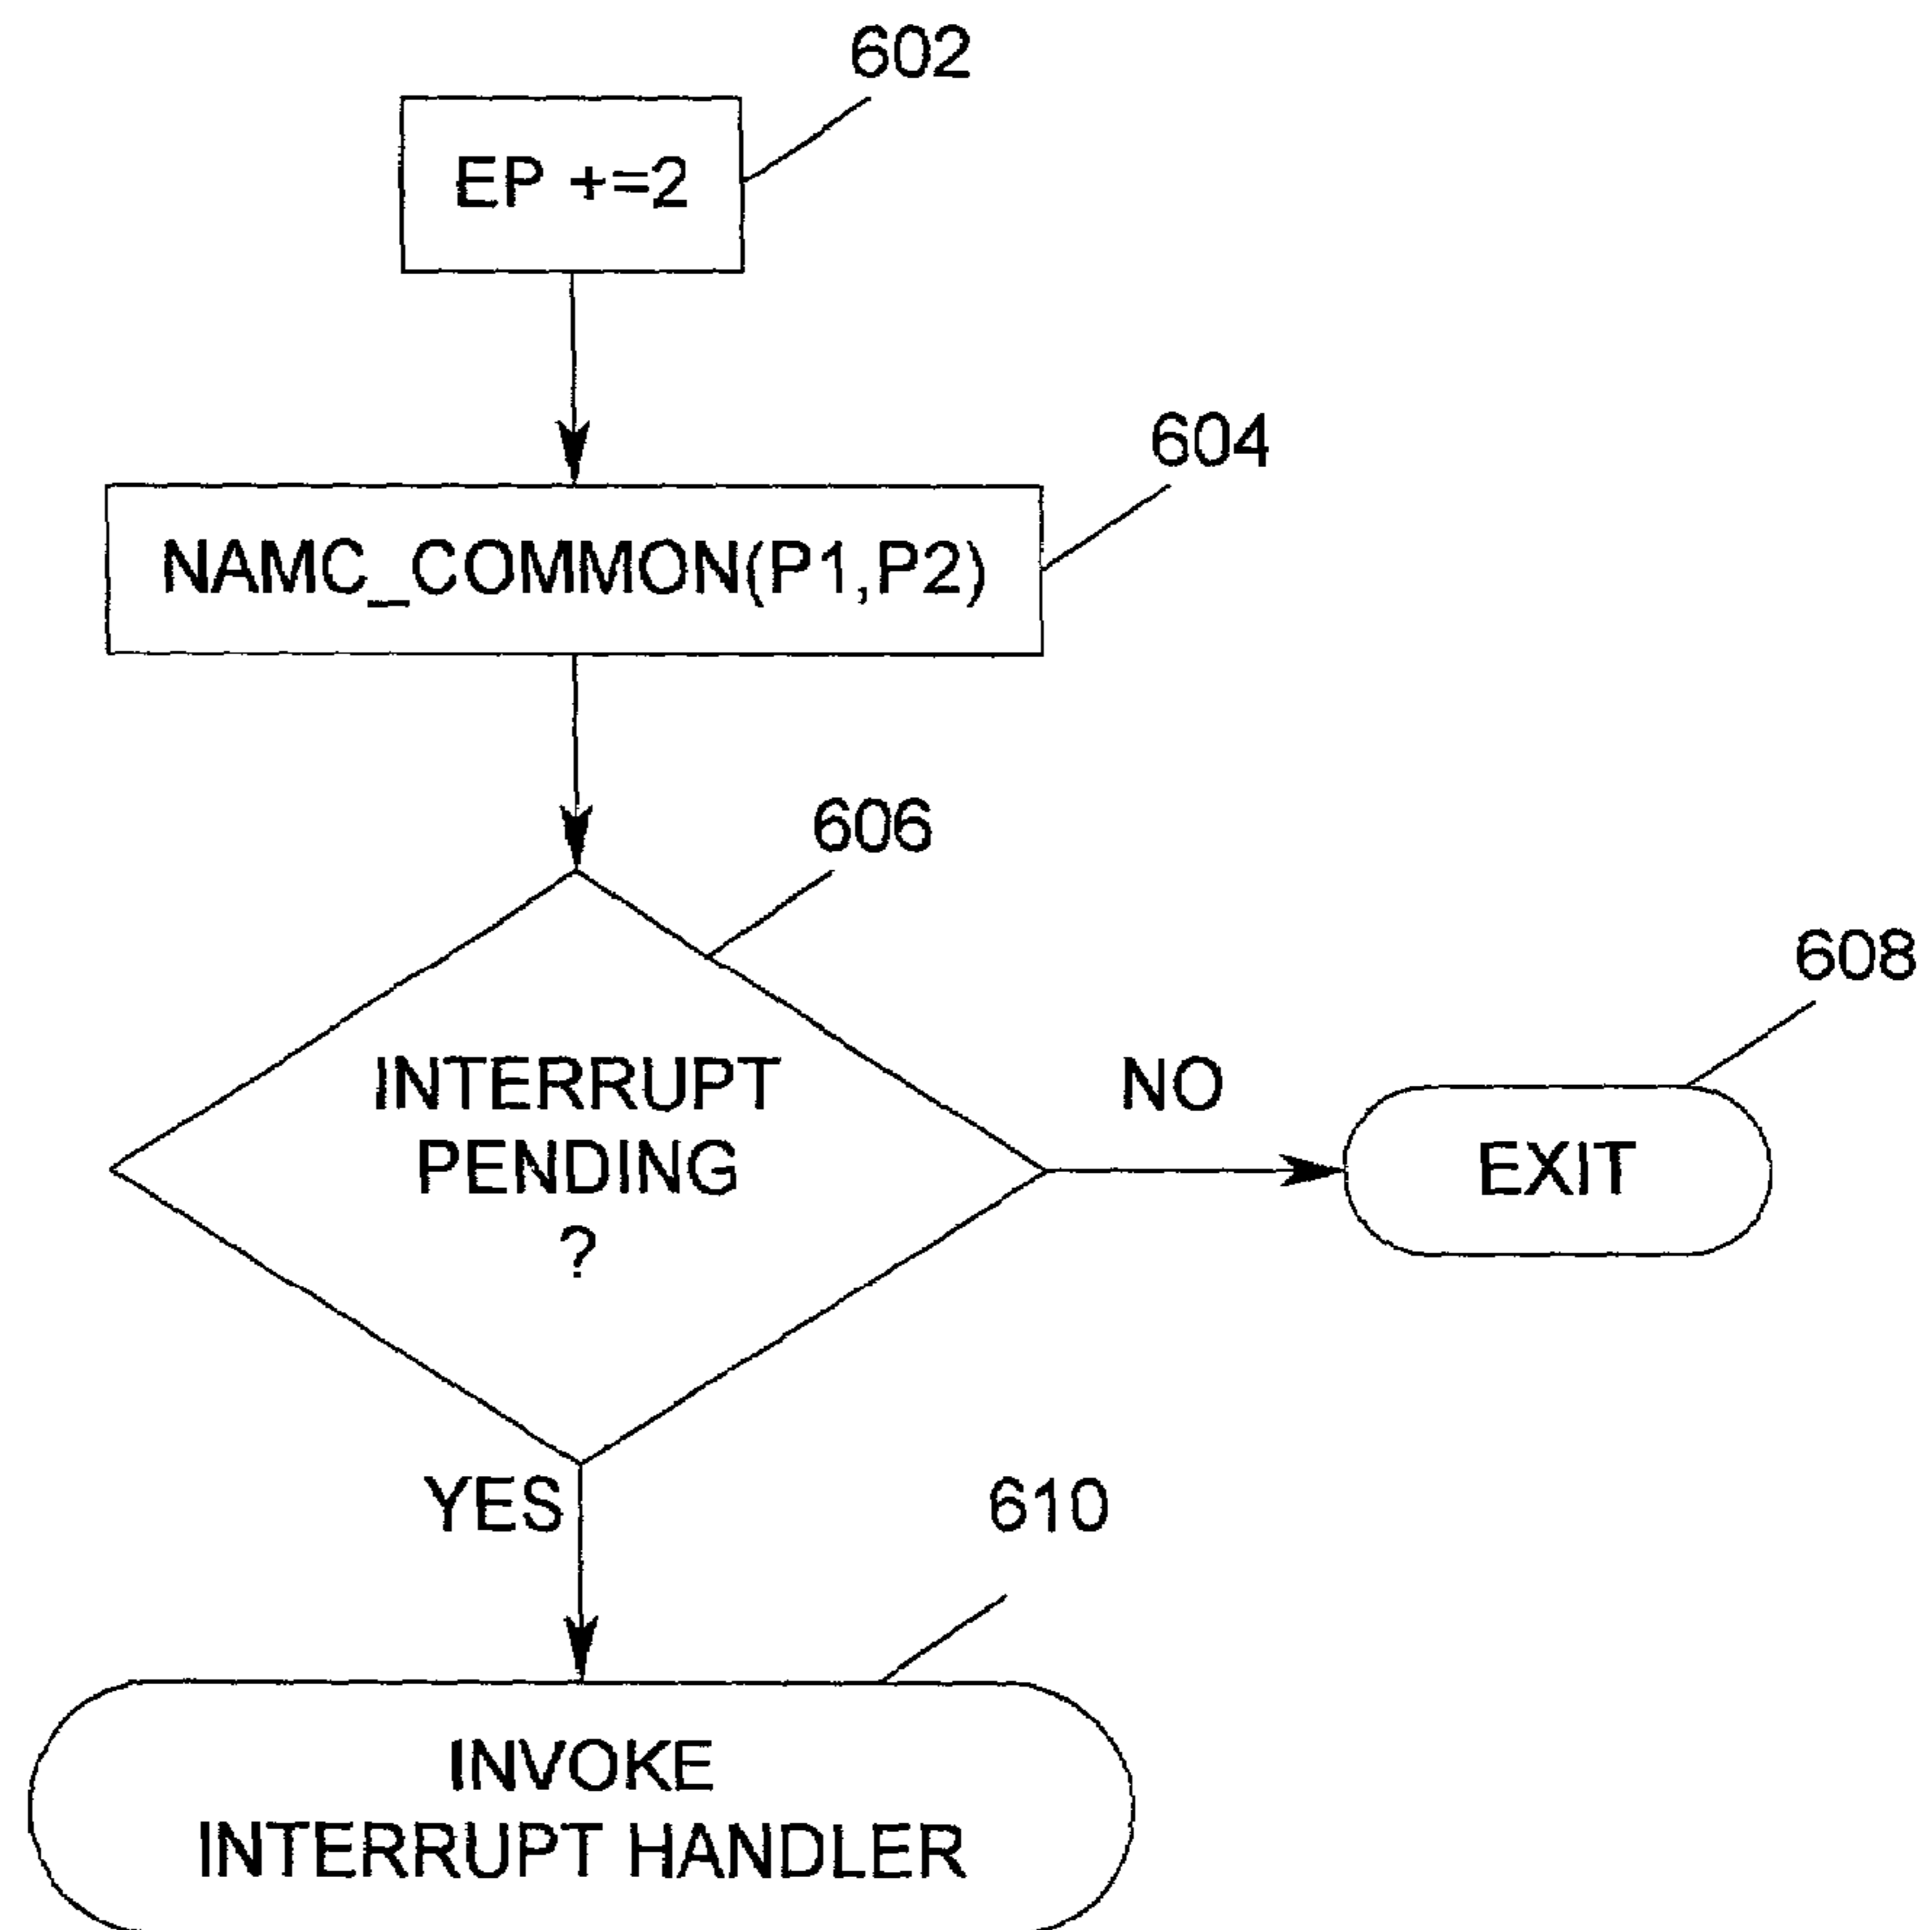 602
EP +=2
604
NAMC_COMMON(P1,P2)
606
INTERRUPT
PENDING
?
NO
608
EXIT
YES
610
INVOKE
INTERRUPT HANDLER